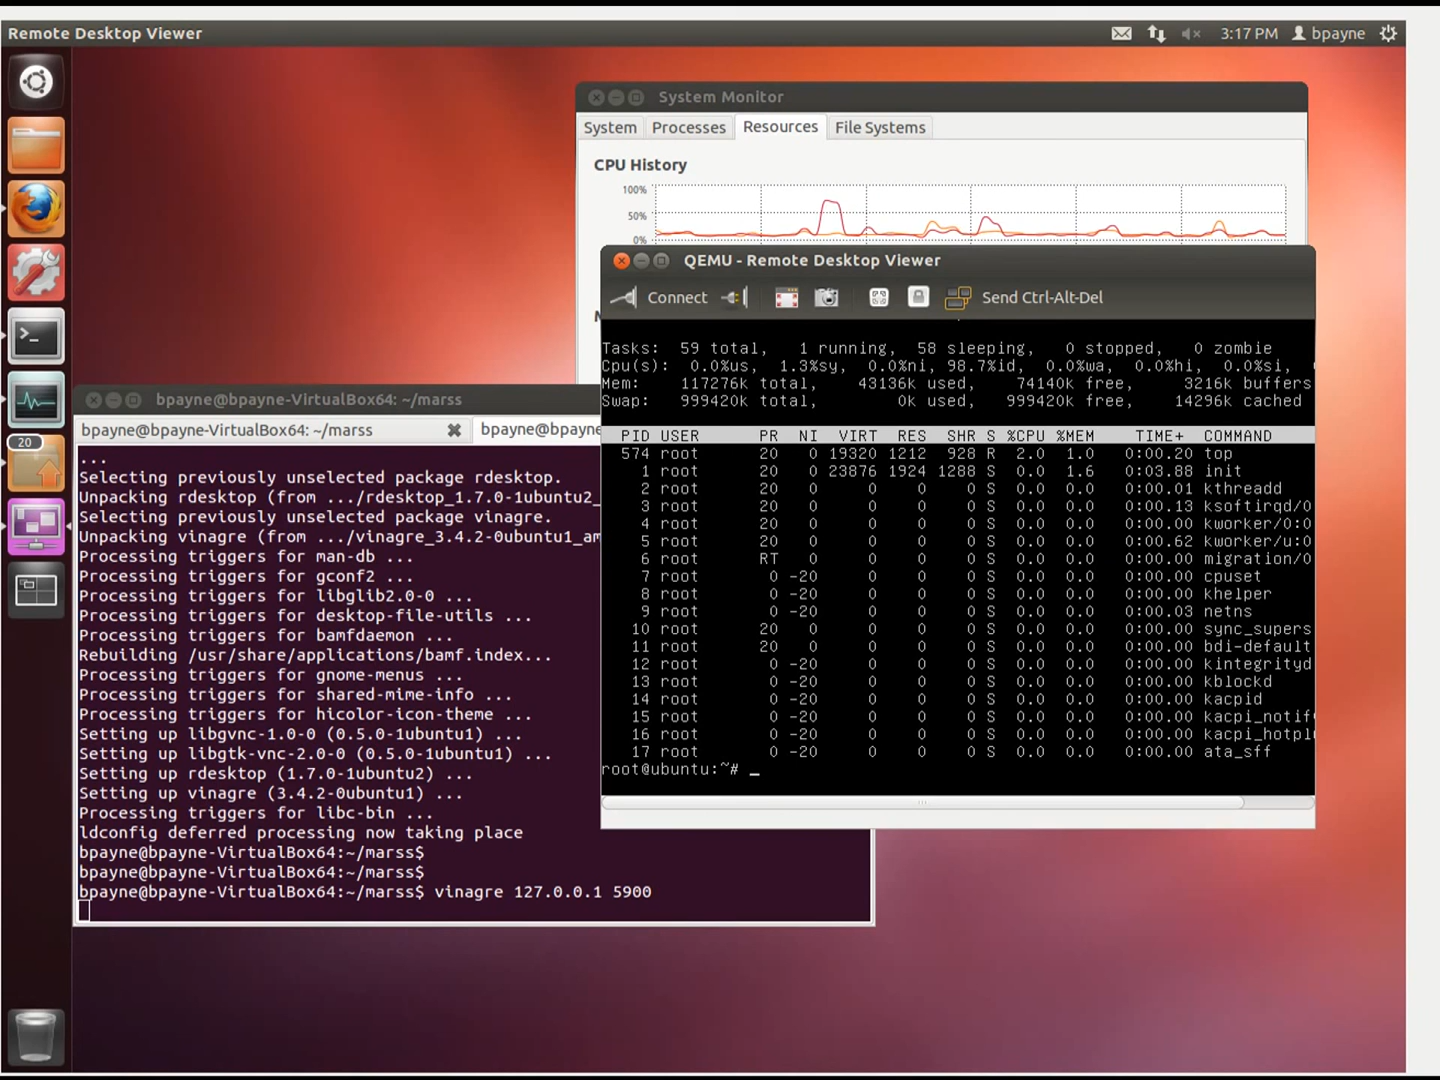 Remote Desktop Viewer
3:17 PM bpayne
System Monitor
System Processes Resources File Systems
CPU History
100%
50%
0%
QEMU - Remote Desktop Viewer
Connect Send Ctrl-Alt-Del
Tasks: 59 total, 1 running, 58 sleeping, 0 stopped, 0 zombie
Cpu(s): 0.0%us, 1.3%sy, 0.0%ni, 98.7%id, 0.0%wa, 0.0%hi, 0.0%si,
Mem: 117276k total, 43136k used, 74140k free, 3216k buffers
Swap: 999420k total, 0k used, 999420k free, 14296k cached
PID USER PR NI VIRT RES SHR S %CPU %MEM TIME+ COMMAND
574 root 20 0 19320 1212 928 R 2.0 1.0 0:00.20 top
1 root 20 0 23876 1924 1288 S 0.0 1.6 0:03.88 init
2 root 20 0 0 0 0 S 0.0 0.0 0:00.01 kthreadd
3 root 20 0 0 0 0 S 0.0 0.0 0:00.13 ksoftirqd/0
4 root 20 0 0 0 0 S 0.0 0.0 0:00.00 kworker/0:0
5 root 20 0 0 0 0 S 0.0 0.0 0:00.62 kworker/u:0
6 root RT 0 0 0 0 S 0.0 0.0 0:00.00 migration/0
7 root 0 -20 0 0 0 S 0.0 0.0 0:00.00 cpuset
8 root 0 -20 0 0 0 S 0.0 0.0 0:00.00 khelper
9 root 0 -20 0 0 0 S 0.0 0.0 0:00.03 netns
10 root 20 0 0 0 0 S 0.0 0.0 0:00.00 sync_supers
11 root 20 0 0 0 0 S 0.0 0.0 0:00.00 bdi-default
12 root 0 -20 0 0 0 S 0.0 0.0 0:00.00 kintegrityd
13 root 0 -20 0 0 0 S 0.0 0.0 0:00.00 kblockd
14 root 0 -20 0 0 0 S 0.0 0.0 0:00.00 kacpid
15 root 0 -20 0 0 0 S 0.0 0.0 0:00.00 kacpi_notif
16 root 0 -20 0 0 0 S 0.0 0.0 0:00.00 kacpi_hotpl
17 root 0 -20 0 0 0 S 0.0 0.0 0:00.00 ata_sff
root@ubuntu:~# _
20
bpayne@bpayne-VirtualBox64: ~/marss
bpayne@bpayne-VirtualBox64: ~/marss bpayne@bpayne
...
Selecting previously unselected package rdesktop.
Unpacking rdesktop (from .../rdesktop_1.7.0-1ubuntu2_
Selecting previously unselected package vinagre.
Unpacking vinagre (from .../vinagre_3.4.2-0ubuntu1_am
Processing triggers for man-db ...
Processing triggers for gconf2 ...
Processing triggers for libglib2.0-0 ...
Processing triggers for desktop-file-utils ...
Processing triggers for bamfdaemon ...
Rebuilding /usr/share/applications/bamf.index...
Processing triggers for gnome-menus ...
Processing triggers for shared-mime-info ...
Processing triggers for hicolor-icon-theme ...
Setting up libgvnc-1.0-0 (0.5.0-1ubuntu1) ...
Setting up libgtk-vnc-2.0-0 (0.5.0-1ubuntu1) ...
Setting up rdesktop (1.7.0-1ubuntu2) ...
Setting up vinagre (3.4.2-0ubuntu1) ...
Processing triggers for libc-bin ...
ldconfig deferred processing now taking place
bpayne@bpayne-VirtualBox64:~/marss$
bpayne@bpayne-VirtualBox64:~/marss$
bpayne@bpayne-VirtualBox64:~/marss$ vinagre 127.0.0.1 5900